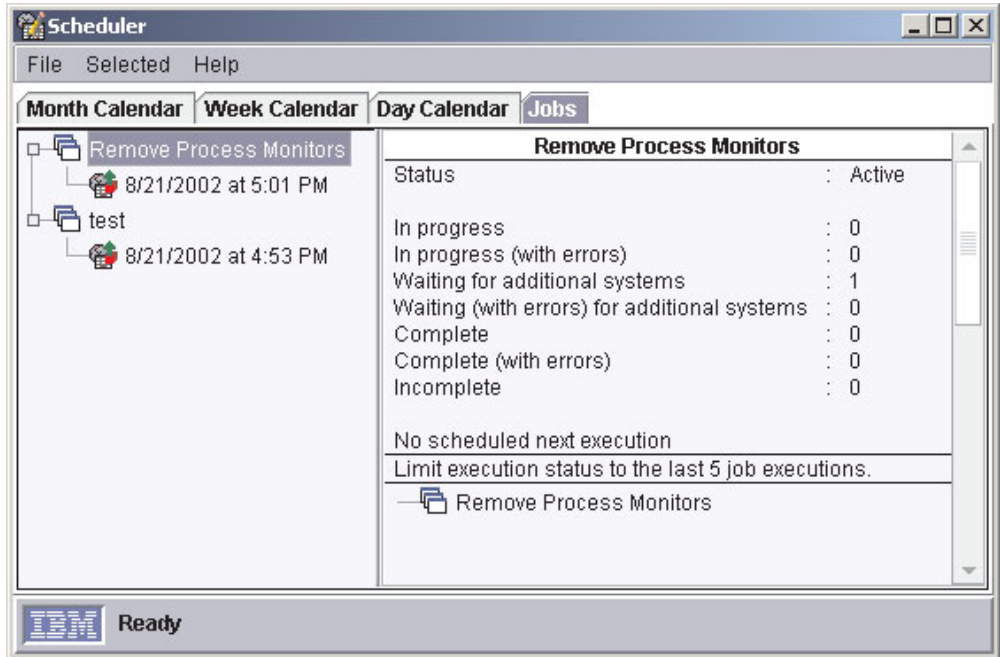 Scheduler
File Selected Help
Month Calendar Week Calendar Day Calendar Jobs
Remove Process Monitors
8/21/2002 at 5:01 PM
test
8/21/2002 at 4:53 PM
Remove Process Monitors
Status : Active
In progress : 0
In progress (with errors) : 0
Waiting for additional systems : 1
Waiting (with errors) for additional systems : 0
Complete : 0
Complete (with errors) : 0
Incomplete : 0
No scheduled next execution
Limit execution status to the last 5 job executions.
Remove Process Monitors
IBM Ready